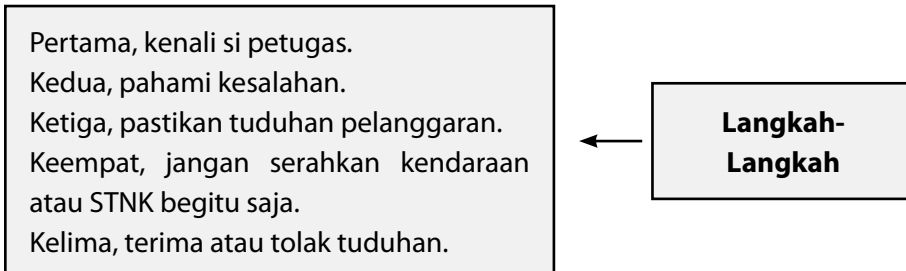 Pertama, kenali si petugas.
Kedua, pahami kesalahan.
Ketiga, pastikan tuduhan pelanggaran.
Keempat, jangan serahkan kendaraan
atau STNK begitu saja.
Kelima, terima atau tolak tuduhan.
Langkah-
Langkah